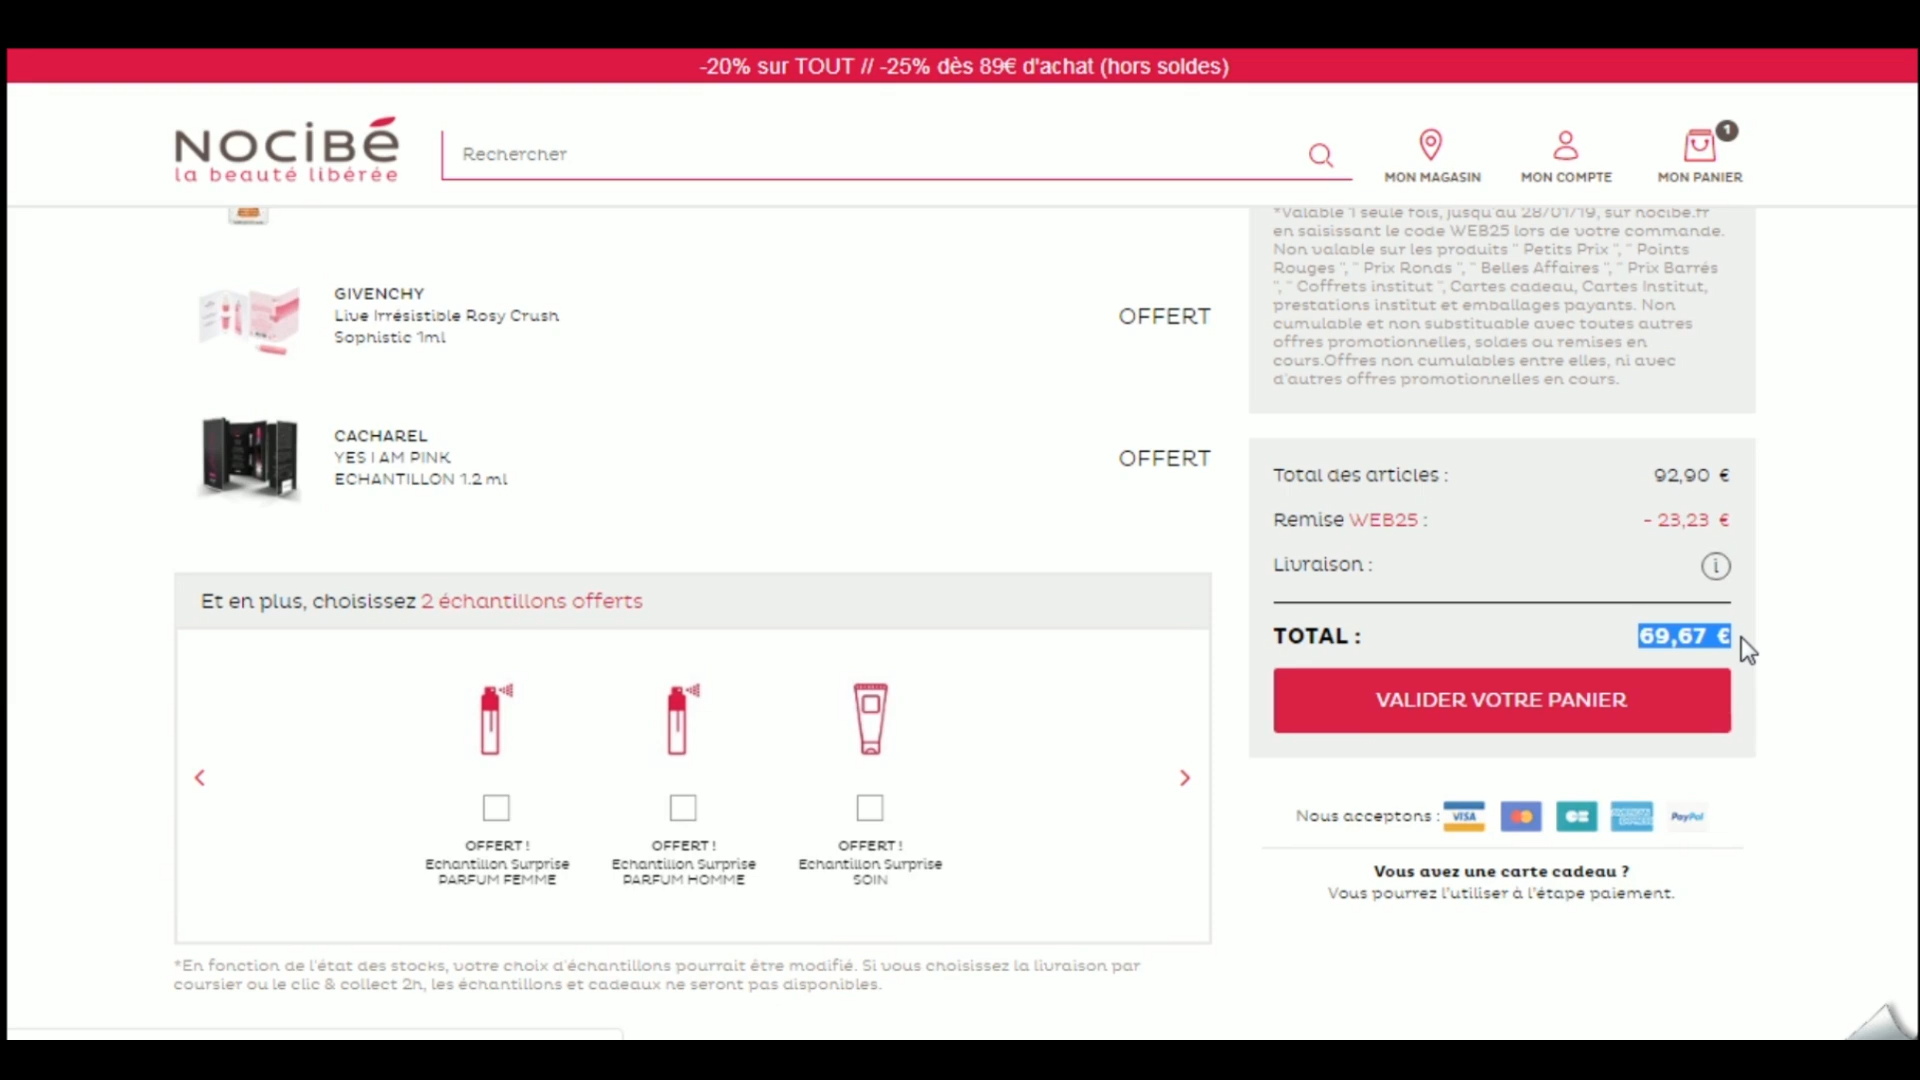 -20% sur TOUT // -25% dès 89€ d'achat (hors soldes)
NOCIBÉ
la beauté libérée
Rechercher
MON MAGASIN
MON COMPTE
1
MON PANIER
*Valable 1 seule fois, jusqu'au 28/01/19, sur nocibe.fr
en saisissant le code WEB25 lors de votre commande.
Non valable sur les produits " Petits Prix ", " Points
Rouges ", " Prix Ronds ", " Belles Affaires ", " Prix Barrés
", " Coffrets institut ", Cartes cadeau, Cartes Institut,
prestations institut et emballages payants. Non
cumulable et non substituable avec toutes autres
offres promotionnelles, soldes ou remises en
cours.Offres non cumulables entre elles, ni avec
d'autres offres promotionnelles en cours.
GIVENCHY
Live Irrésistible Rosy Crush
Sophistic 1ml
OFFERT
CACHAREL
YES I AM PINK
ECHANTILLON 1.2 ml
OFFERT
Total des articles : 92,90 €
Remise WEB25 : - 23,23 €
Livraison : i
TOTAL : 69,67 €
VALIDER VOTRE PANIER
Et en plus, choisissez 2 échantillons offerts
OFFERT !
Echantillon Surprise
PARFUM FEMME
OFFERT !
Echantillon Surprise
PARFUM HOMME
OFFERT !
Echantillon Surprise
SOIN
Nous acceptons : VISA AMERICAN EXPRESS PayPal
Vous avez une carte cadeau ?
Vous pourrez l'utiliser à l'étape paiement.
*En fonction de l'état des stocks, votre choix d'échantillons pourrait être modifié. Si vous choisissez la livraison par
coursier ou le clic & collect 2h, les échantillons et cadeaux ne seront pas disponibles.